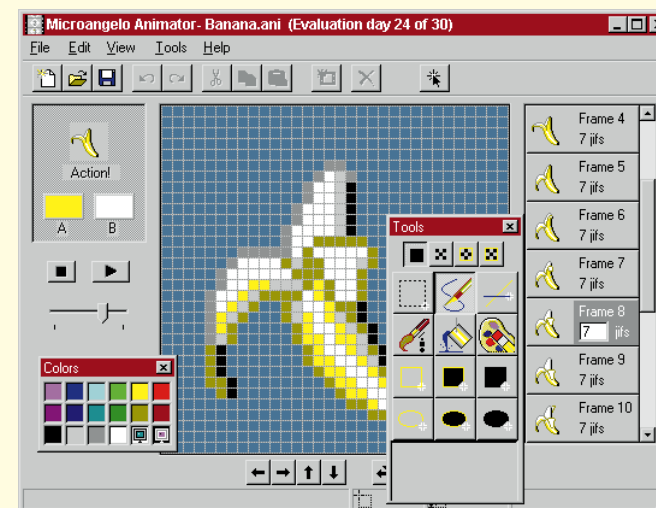 Microangelo Animator- Banana.ani (Evaluation day 24 of 30)
File Edit View Tools Help
Action!
A B
Colors
Tools
Frame 4
7 jifs
Frame 5
7 jifs
Frame 6
7 jifs
Frame 7
7 jifs
Frame 8
7 jifs
Frame 9
7 jifs
Frame 10
7 jifs